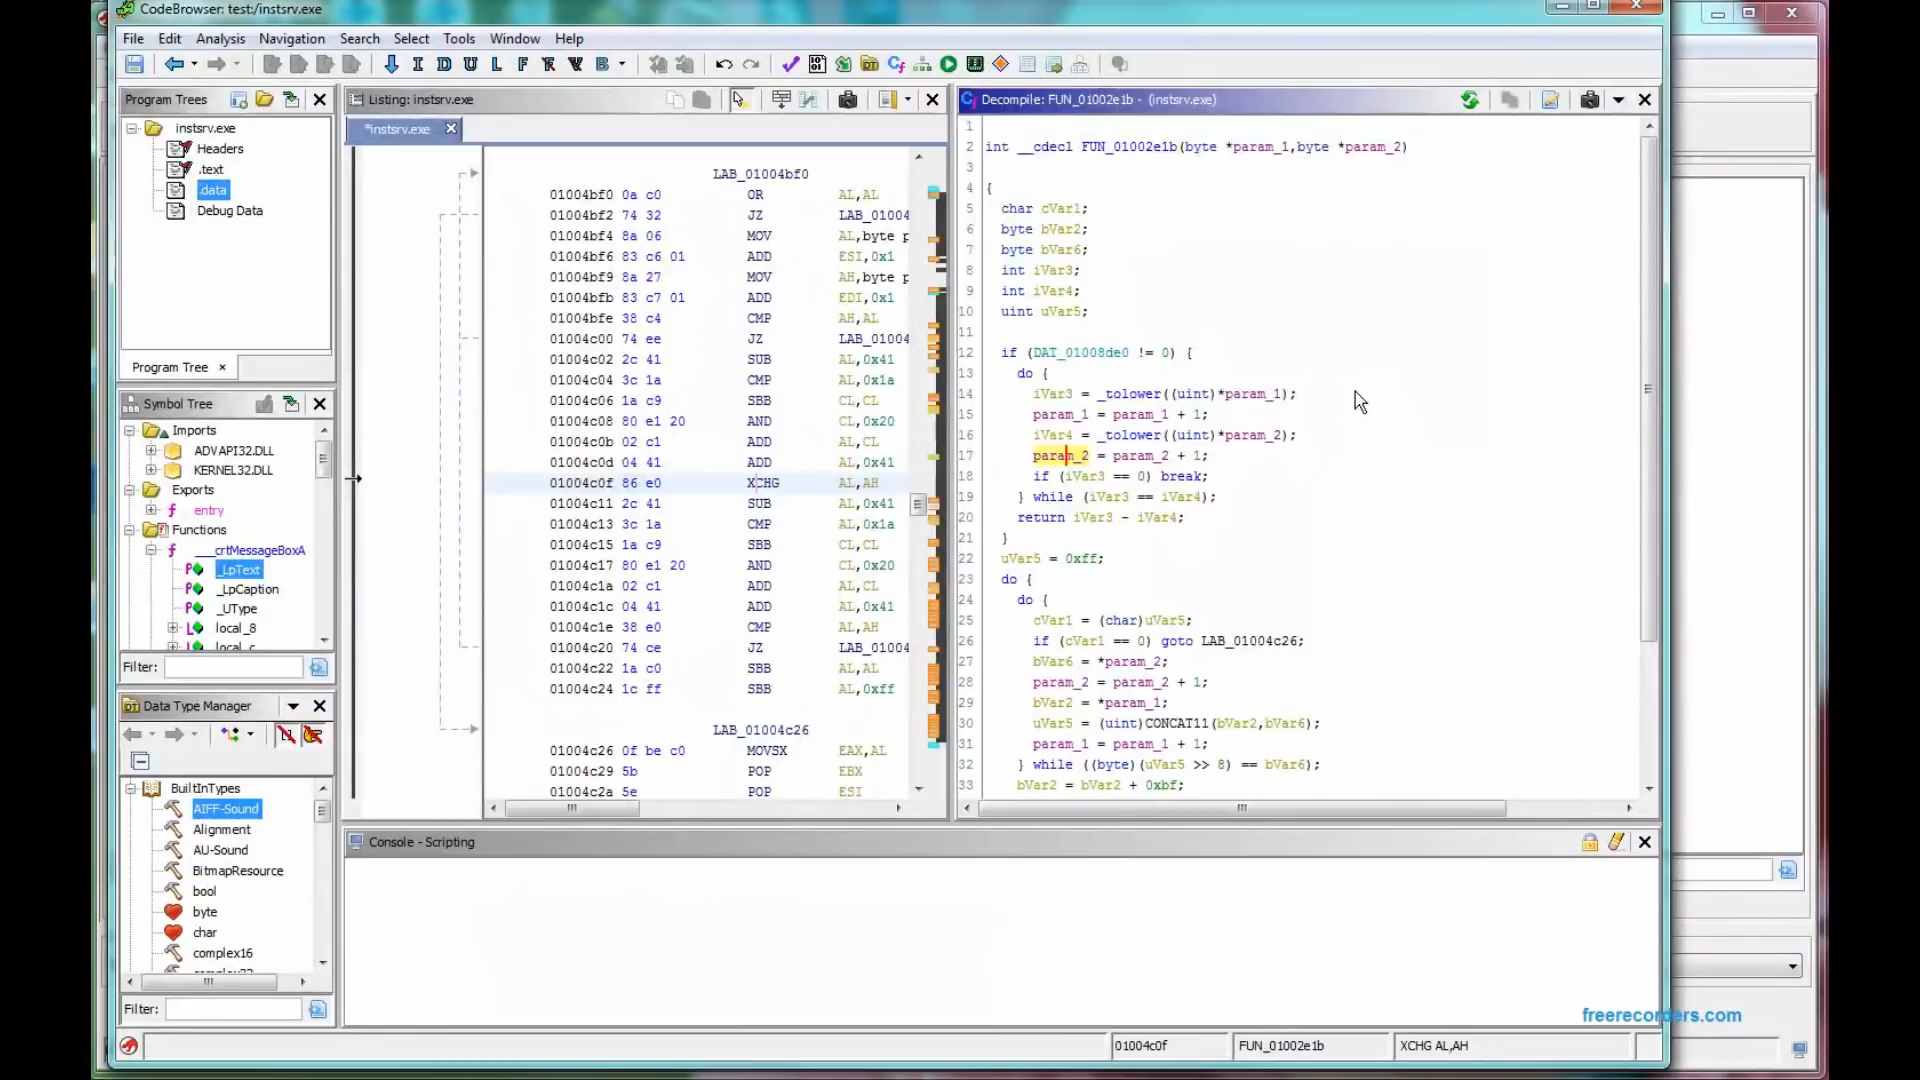 CodeBrowser: test:/instsrv.exe
File Edit Analysis Navigation Search Select Tools Window Help
I D U L F V B
Program Trees
instsrv.exe
Headers
.text
.data
Debug Data
Program Tree ×
Symbol Tree
Imports
ADVAPI32.DLL
KERNEL32.DLL
Exports
f entry
Functions
f ___crtMessageBoxA
_LpText
_LpCaption
_UType
local_8
local_c
Filter:
Data Type Manager
BuiltInTypes
AIFF-Sound
Alignment
AU-Sound
BitmapResource
bool
byte
char
complex16
complex32
Filter:
Listing: instsrv.exe
*instsrv.exe
LAB_01004bf0
01004bf0 0a c0 OR AL,AL
01004bf2 74 32 JZ LAB_01004
01004bf4 8a 06 MOV AL,byte p
01004bf6 83 c6 01 ADD ESI,0x1
01004bf9 8a 27 MOV AH,byte p
01004bfb 83 c7 01 ADD EDI,0x1
01004bfe 38 c4 CMP AH,AL
01004c00 74 ee JZ LAB_01004
01004c02 2c 41 SUB AL,0x41
01004c04 3c 1a CMP AL,0x1a
01004c06 1a c9 SBB CL,CL
01004c08 80 e1 20 AND CL,0x20
01004c0b 02 c1 ADD AL,CL
01004c0d 04 41 ADD AL,0x41
01004c0f 86 e0 XCHG AL,AH
01004c11 2c 41 SUB AL,0x41
01004c13 3c 1a CMP AL,0x1a
01004c15 1a c9 SBB CL,CL
01004c17 80 e1 20 AND CL,0x20
01004c1a 02 c1 ADD AL,CL
01004c1c 04 41 ADD AL,0x41
01004c1e 38 e0 CMP AL,AH
01004c20 74 ce JZ LAB_01004
01004c22 1a c0 SBB AL,AL
01004c24 1c ff SBB AL,0xff
LAB_01004c26
01004c26 0f be c0 MOVSX EAX,AL
01004c29 5b POP EBX
01004c2a 5e POP ESI
Decompile: FUN_01002e1b - (instsrv.exe)
1
2 int __cdecl FUN_01002e1b(byte *param_1,byte *param_2)
3
4 {
5 char cVar1;
6 byte bVar2;
7 byte bVar6;
8 int iVar3;
9 int iVar4;
10 uint uVar5;
11
12 if (DAT_01008de0 != 0) {
13 do {
14 iVar3 = _tolower((uint)*param_1);
15 param_1 = param_1 + 1;
16 iVar4 = _tolower((uint)*param_2);
17 param_2 = param_2 + 1;
18 if (iVar3 == 0) break;
19 } while (iVar3 == iVar4);
20 return iVar3 - iVar4;
21 }
22 uVar5 = 0xff;
23 do {
24 do {
25 cVar1 = (char)uVar5;
26 if (cVar1 == 0) goto LAB_01004c26;
27 bVar6 = *param_2;
28 param_2 = param_2 + 1;
29 bVar2 = *param_1;
30 uVar5 = (uint)CONCAT11(bVar2,bVar6);
31 param_1 = param_1 + 1;
32 } while ((byte)(uVar5 >> 8) == bVar6);
33 bVar2 = bVar2 + 0xbf;
Console - Scripting
freerecorders.com
01004c0f FUN_01002e1b XCHG AL,AH